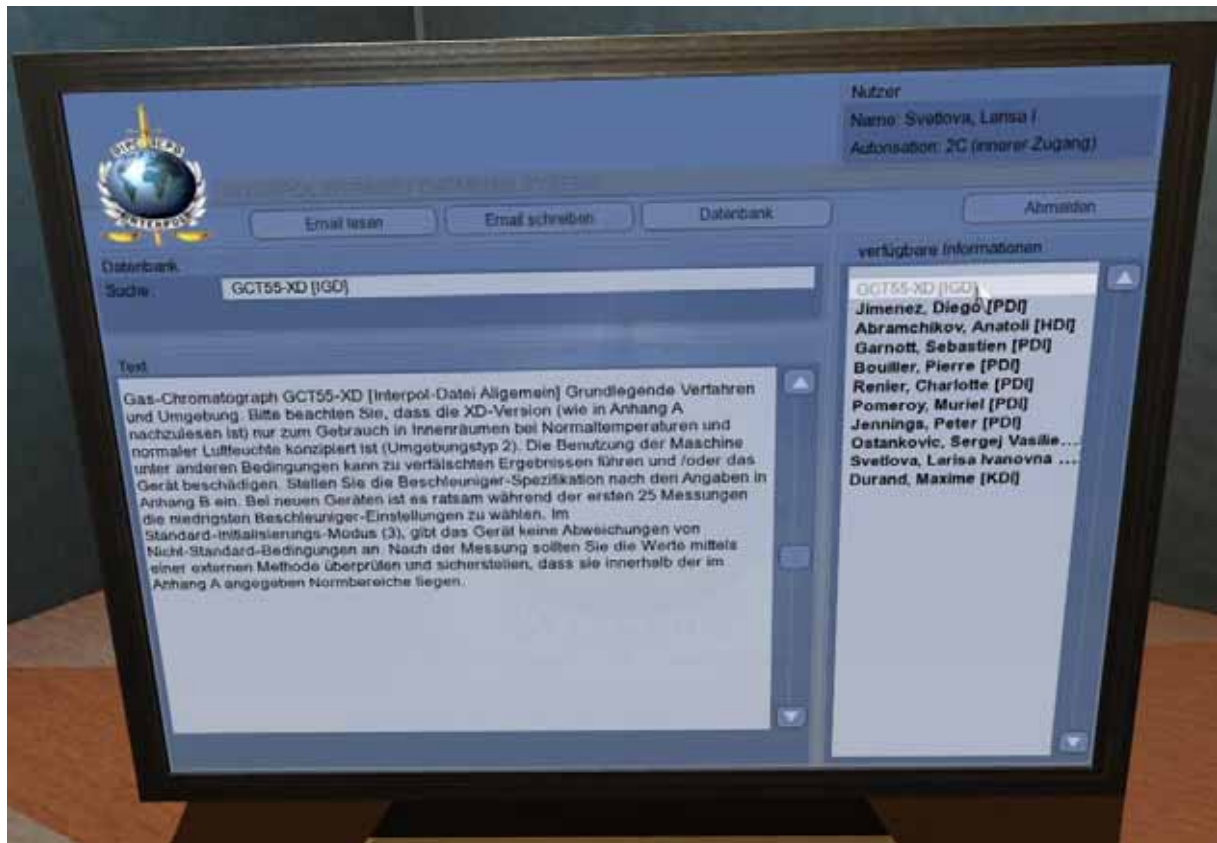 Nutzer
Name: Svetlova, Larisa I
Autorisation: 2C (innerer Zugang)
OIPC ICPO
INTERPOL
Email lesen
Email schreiben
Datenbank
Abmelden
Datenbank
Suche
GCT55-XD [IGD]
verfügbare Informationen
GCT55-XD [IGD]
Jimenez, Diego [PDI]
Abramchikov, Anatoli [HDI]
Garnott, Sebastien [PDI]
Bouiller, Pierre [PDI]
Renier, Charlotte [PDI]
Pomeroy, Muriel [PDI]
Jennings, Peter [PDI]
Ostankovic, Sergej Vasilie...
Svetlova, Larisa Ivanovna ...
Durand, Maxime [KDI]
Text
Gas-Chromatograph GCT55-XD [Interpol-Datei Allgemein] Grundlegende Verfahren
und Umgebung. Bitte beachten Sie, dass die XD-Version (wie in Anhang A
nachzulesen ist) nur zum Gebrauch in Innenräumen bei Normaltemperaturen und
normaler Luftfeuchte konzipiert ist (Umgebungstyp 2). Die Benutzung der Maschine
unter anderen Bedingungen kann zu verfälschten Ergebnissen führen und /oder das
Gerät beschädigen. Stellen Sie die Beschleuniger-Spezifikation nach den Angaben in
Anhang B ein. Bei neuen Geräten ist es ratsam während der ersten 25 Messungen
die niedrigsten Beschleuniger-Einstellungen zu wählen. Im
Standard-Initialisierungs-Modus (3), gibt das Gerät keine Abweichungen von
Nicht-Standard-Bedingungen an. Nach der Messung sollten Sie die Werte mittels
einer externen Methode überprüfen und sicherstellen, dass sie innerhalb der im
Anhang A angegeben Normbereiche liegen.